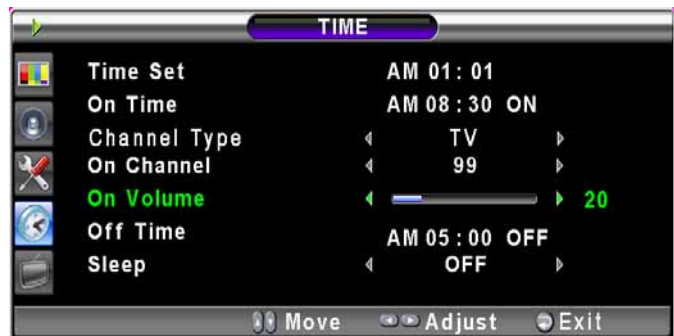 TIME
Time Set AM 01 : 01
On Time AM 08 : 30 ON
Channel Type TV
On Channel 99
On Volume 20
Off Time AM 05 : 00 OFF
Sleep OFF
Move Adjust Exit